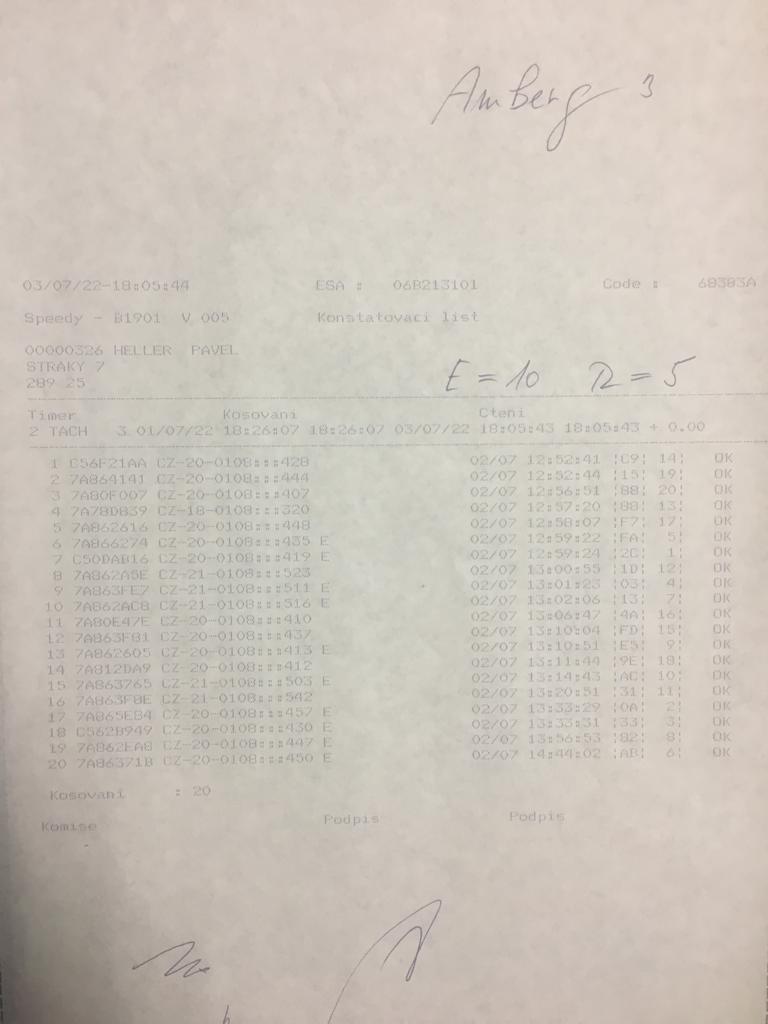 Amberg 3
03/07/22-18:05:44 ESA : 06B213101 Code : 68383A
Speedy - B1901 V 005 Konstatovaci list
00000326 HELLER PAVEL
STRAKY 7
289 25
E = 10 R = 5
Timer Kosovani Cteni
2 TACH 3 01/07/22 18:26:07 18:26:07 03/07/22 18:05:43 18:05:43 + 0.00
1 C56F21AA CZ-20-0108:::428 02/07 12:52:41 ¦C9¦ 14¦ OK
2 7A864141 CZ-20-0108:::444 02/07 12:52:44 ¦15¦ 19¦ OK
3 7A80F007 CZ-20-0108:::407 02/07 12:56:51 ¦88¦ 20¦ OK
4 7A78D839 CZ-18-0108:::320 02/07 12:57:20 ¦88¦ 13¦ OK
5 7A862616 CZ-20-0108:::448 02/07 12:58:07 ¦F7¦ 17¦ OK
6 7A866274 CZ-20-0108:::435 E 02/07 12:59:22 ¦FA¦ 5¦ OK
7 C50DAB16 CZ-20-0108:::419 E 02/07 12:59:24 ¦2C¦ 1¦ OK
8 7A862A5E CZ-21-0108:::523 02/07 13:00:55 ¦1D¦ 12¦ OK
9 7A863FE7 CZ-21-0108:::511 E 02/07 13:01:23 ¦03¦ 4¦ OK
10 7A862AC8 CZ-21-0108:::516 E 02/07 13:02:06 ¦13¦ 7¦ OK
11 7A80E47E CZ-20-0108:::410 02/07 13:06:47 ¦4A¦ 16¦ OK
12 7A863F81 CZ-20-0108:::437 02/07 13:10:04 ¦FD¦ 15¦ OK
13 7A862605 CZ-20-0108:::413 E 02/07 13:10:51 ¦E5¦ 9¦ OK
14 7A812DA9 CZ-20-0108:::412 02/07 13:11:44 ¦9E¦ 18¦ OK
15 7A863765 CZ-21-0108:::503 E 02/07 13:14:43 ¦AC¦ 10¦ OK
16 7A863F8E CZ-21-0108:::542 02/07 13:20:51 ¦31¦ 11¦ OK
17 7A865EB4 CZ-20-0108:::457 E 02/07 13:33:29 ¦0A¦ 2¦ OK
18 C562B949 CZ-20-0108:::430 E 02/07 13:33:31 ¦33¦ 3¦ OK
19 7A862EA8 CZ-20-0108:::447 E 02/07 13:56:53 ¦82¦ 8¦ OK
20 7A86371B CZ-20-0108:::450 E 02/07 14:44:02 ¦AB¦ 6¦ OK
Kosovani : 20
Komise Podpis Podpis